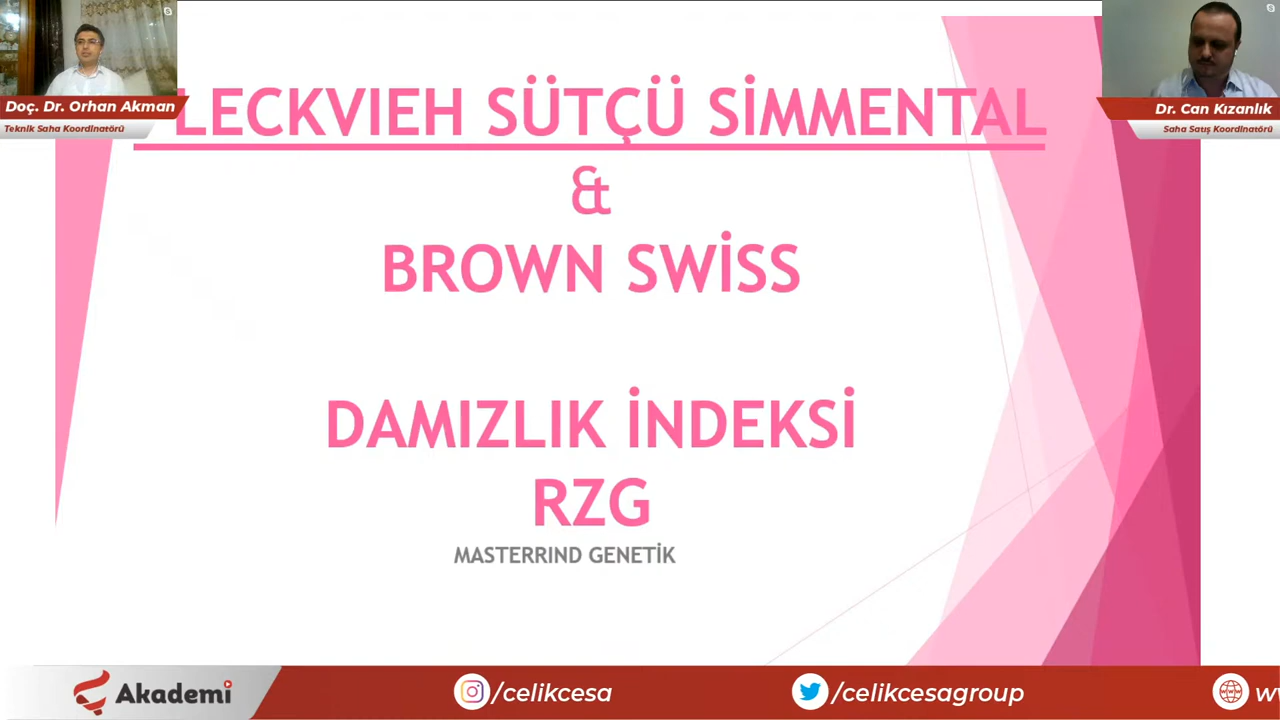 Doç. Dr. Orhan Akman
Teknik Saha Koordinatörü
Dr. Can Kızanlık
Saha Satış Koordinatörü
LECKVIEH SÜTÇÜ SİMMENTAL
&
BROWN SWİSS
DAMIZLIK İNDEKSİ
RZG
MASTERRIND GENETİK
Akademi
/celikcesa
/celikcesagroup